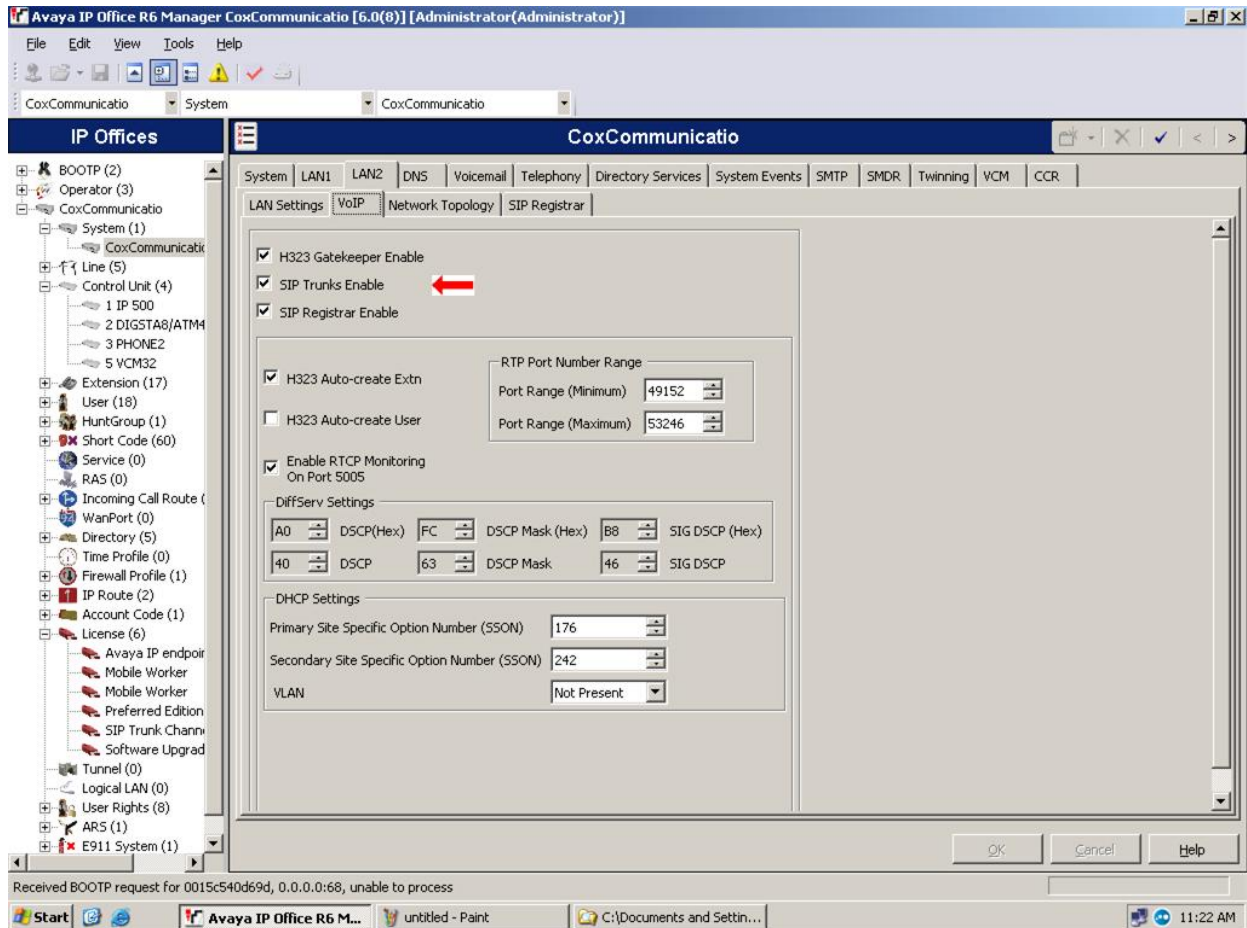 Avaya IP Office R6 Manager CoxCommunicatio [6.0(8)] [Administrator(Administrator)]
File Edit View Tools Help
CoxCommunicatio System CoxCommunicatio
IP Offices
BOOTP (2)
Operator (3)
CoxCommunicatio
System (1)
CoxCommunicatic
Line (5)
Control Unit (4)
1 IP 500
2 DIGSTA8/ATM4
3 PHONE2
5 VCM32
Extension (17)
User (18)
HuntGroup (1)
Short Code (60)
Service (0)
RAS (0)
Incoming Call Route (
WanPort (0)
Directory (5)
Time Profile (0)
Firewall Profile (1)
IP Route (2)
Account Code (1)
License (6)
Avaya IP endpoir
Mobile Worker
Mobile Worker
Preferred Edition
SIP Trunk Chann
Software Upgrad
Tunnel (0)
Logical LAN (0)
User Rights (8)
ARS (1)
E911 System (1)
CoxCommunicatio
System LAN1 LAN2 DNS Voicemail Telephony Directory Services System Events SMTP SMDR Twinning VCM CCR
LAN Settings VoIP Network Topology SIP Registrar
H323 Gatekeeper Enable
SIP Trunks Enable
SIP Registrar Enable
H323 Auto-create Extn
H323 Auto-create User
RTP Port Number Range
Port Range (Minimum) 49152
Port Range (Maximum) 53246
Enable RTCP Monitoring
On Port 5005
DiffServ Settings
A0 DSCP(Hex) FC DSCP Mask (Hex) B8 SIG DSCP (Hex)
40 DSCP 63 DSCP Mask 46 SIG DSCP
DHCP Settings
Primary Site Specific Option Number (SSON) 176
Secondary Site Specific Option Number (SSON) 242
VLAN Not Present
OK Cancel Help
Received BOOTP request for 0015c540d69d, 0.0.0.0:68, unable to process
Start Avaya IP Office R6 M... untitled - Paint C:\Documents and Settin... 11:22 AM